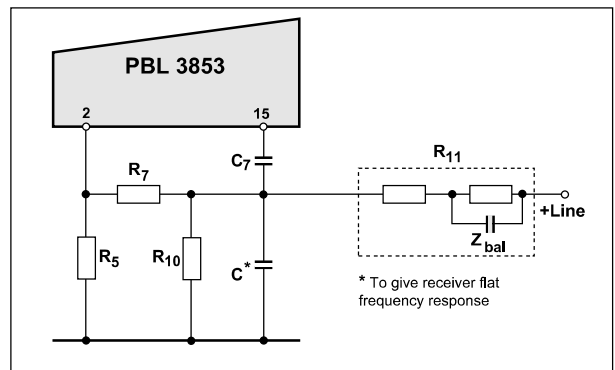 PBL 3853
2
15
C7
R7
R11
+Line
Zbal
R5
R10
C*
* To give receiver flat
frequency response